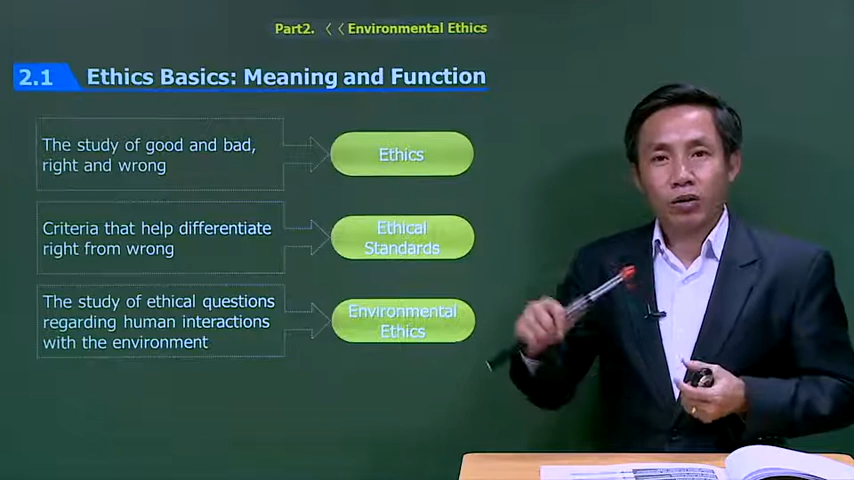 Part2. 〈〈 Environmental Ethics
2.1 Ethics Basics: Meaning and Function
The study of good and bad,
right and wrong
Ethics
Criteria that help differentiate
right from wrong
Ethical
Standards
The study of ethical questions
regarding human interactions
with the environment
Environmental
Ethics